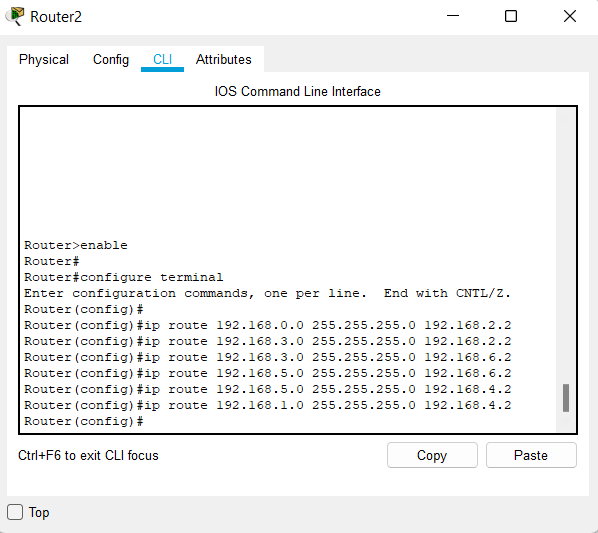 Router2
Physical Config CLI Attributes
IOS Command Line Interface
Router>enable
Router#
Router#configure terminal
Enter configuration commands, one per line.  End with CNTL/Z.
Router(config)#
Router(config)#ip route 192.168.0.0 255.255.255.0 192.168.2.2
Router(config)#ip route 192.168.3.0 255.255.255.0 192.168.2.2
Router(config)#ip route 192.168.3.0 255.255.255.0 192.168.6.2
Router(config)#ip route 192.168.5.0 255.255.255.0 192.168.6.2
Router(config)#ip route 192.168.5.0 255.255.255.0 192.168.4.2
Router(config)#ip route 192.168.1.0 255.255.255.0 192.168.4.2
Router(config)#
Ctrl+F6 to exit CLI focus
Copy Paste
Top